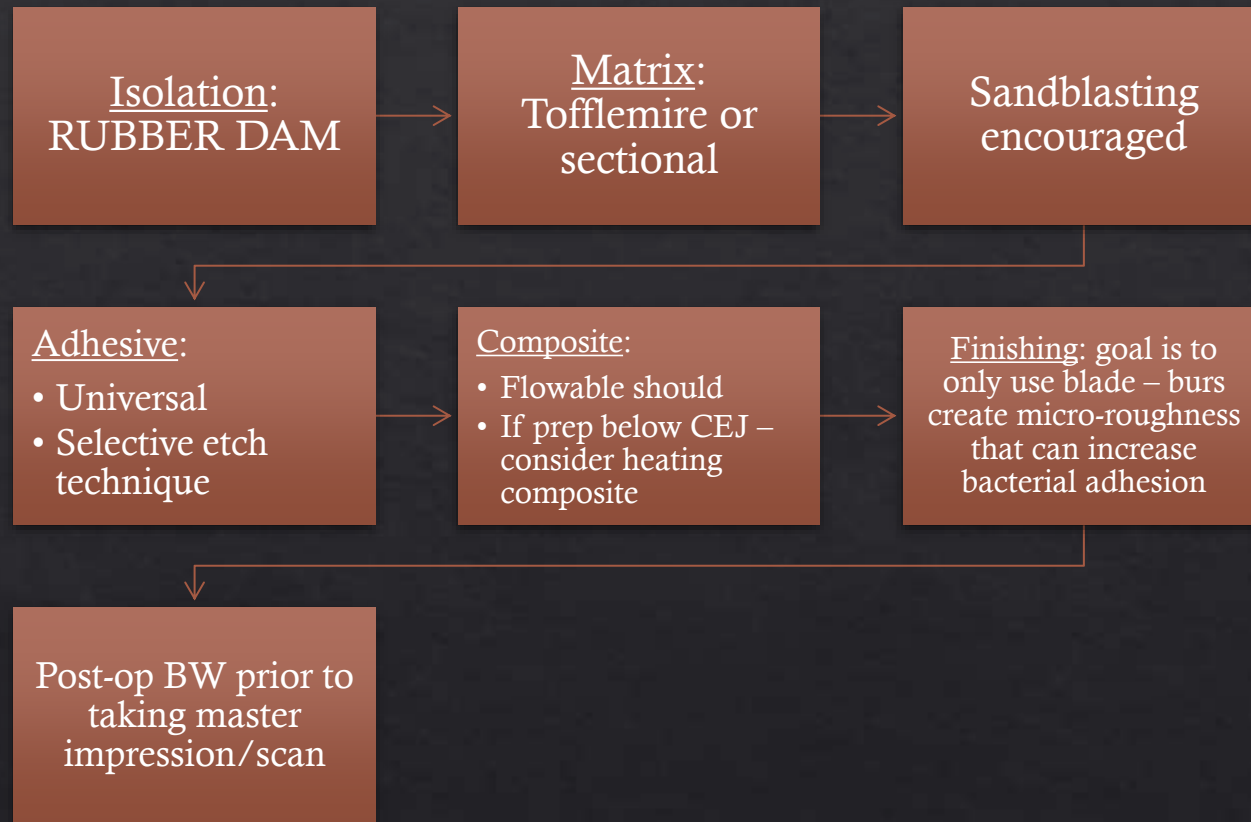 Isolation:
RUBBER DAM
Matrix:
Tofflemire or
sectional
Sandblasting
encouraged
Adhesive:
• Universal
• Selective etch
technique
Composite:
• Flowable should
• If prep below CEJ –
consider heating
composite
Finishing: goal is to
only use blade – burs
create micro-roughness
that can increase
bacterial adhesion
Post-op BW prior to
taking master
impression/scan